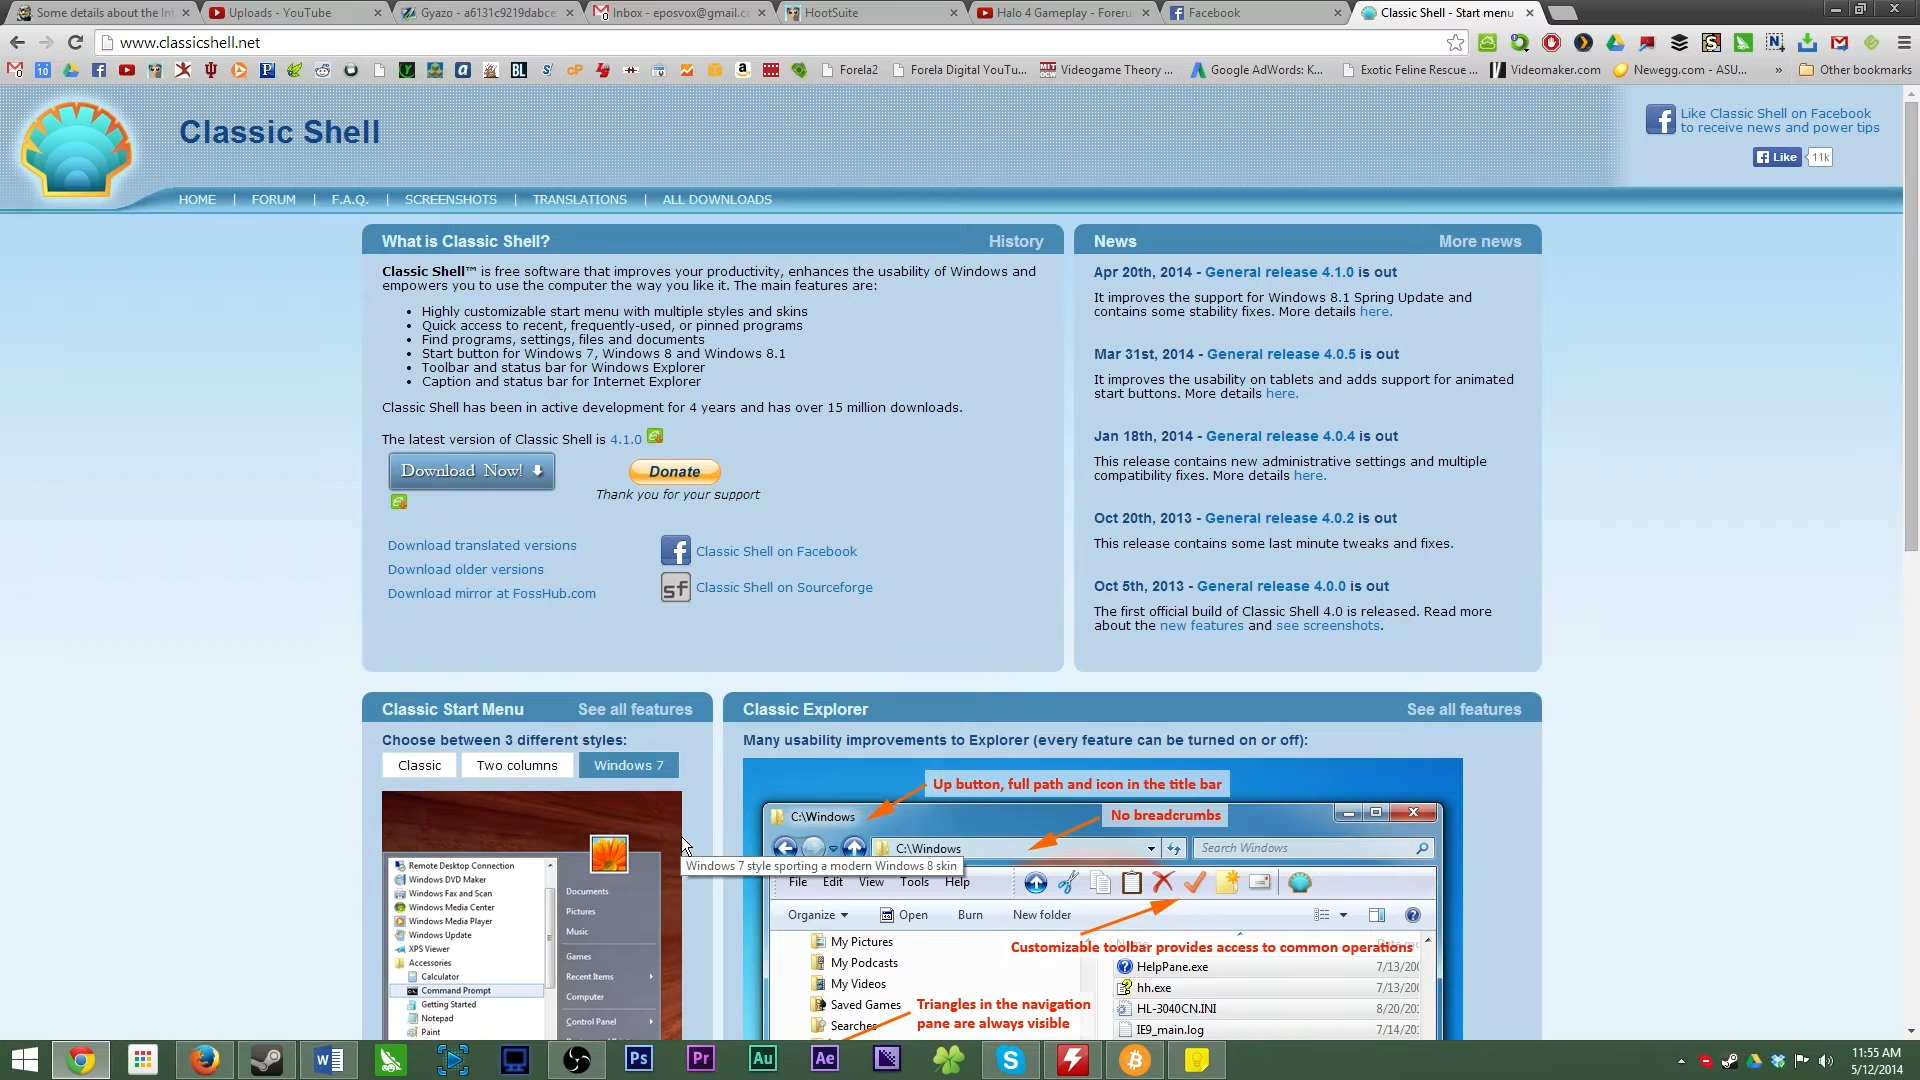 Some details about the Int
Uploads - YouTube
Gyazo - a6131c9219dabce
Inbox - eposvox@gmail.c
HootSuite
Halo 4 Gameplay - Foreru
Facebook
Classic Shell - Start menu
www.classicshell.net
Forela2
Forela Digital YouTu...
Videogame Theory ...
Google AdWords: K...
Exotic Feline Rescue ...
Videomaker.com
Newegg.com - ASU...
»
Other bookmarks
Classic Shell
Like Classic Shell on Facebook
to receive news and power tips
Like
11k
HOME | FORUM | F.A.Q. | SCREENSHOTS | TRANSLATIONS | ALL DOWNLOADS
What is Classic Shell?
History
Classic Shell™ is free software that improves your productivity, enhances the usability of Windows and
empowers you to use the computer the way you like it. The main features are:
Highly customizable start menu with multiple styles and skins
Quick access to recent, frequently-used, or pinned programs
Find programs, settings, files and documents
Start button for Windows 7, Windows 8 and Windows 8.1
Toolbar and status bar for Windows Explorer
Caption and status bar for Internet Explorer
Classic Shell has been in active development for 4 years and has over 15 million downloads.
The latest version of Classic Shell is 4.1.0
Download Now!
Donate
Thank you for your support
Download translated versions
Download older versions
Download mirror at FossHub.com
Classic Shell on Facebook
Classic Shell on Sourceforge
News
More news
Apr 20th, 2014 - General release 4.1.0 is out
It improves the support for Windows 8.1 Spring Update and
contains some stability fixes. More details here.
Mar 31st, 2014 - General release 4.0.5 is out
It improves the usability on tablets and adds support for animated
start buttons. More details here.
Jan 18th, 2014 - General release 4.0.4 is out
This release contains new administrative settings and multiple
compatibility fixes. More details here.
Oct 20th, 2013 - General release 4.0.2 is out
This release contains some last minute tweaks and fixes.
Oct 5th, 2013 - General release 4.0.0 is out
The first official build of Classic Shell 4.0 is released. Read more
about the new features and see screenshots.
Classic Start Menu
See all features
Choose between 3 different styles:
Classic
Two columns
Windows 7
Remote Desktop Connection
Windows DVD Maker
Windows Fax and Scan
Windows Media Center
Windows Media Player
Windows Update
XPS Viewer
Accessories
Calculator
Command Prompt
Getting Started
Notepad
Paint
Documents
Pictures
Music
Games
Recent Items
Computer
Control Panel
Windows 7 style sporting a modern Windows 8 skin
Classic Explorer
See all features
Many usability improvements to Explorer (every feature can be turned on or off):
Up button, full path and icon in the title bar
C:\Windows
No breadcrumbs
C:\Windows
Search Windows
File Edit View Tools Help
Organize
Open
Burn
New folder
Customizable toolbar provides access to common operations
My Pictures
My Podcasts
My Videos
Saved Games
Searches
HelpPane.exe
7/13/200
hh.exe
7/13/200
HL-3040CN.INI
8/20/20
IE9_main.log
7/14/20
Triangles in the navigation
pane are always visible
Ps
Pr
Au
Ae
11:55 AM
5/12/2014